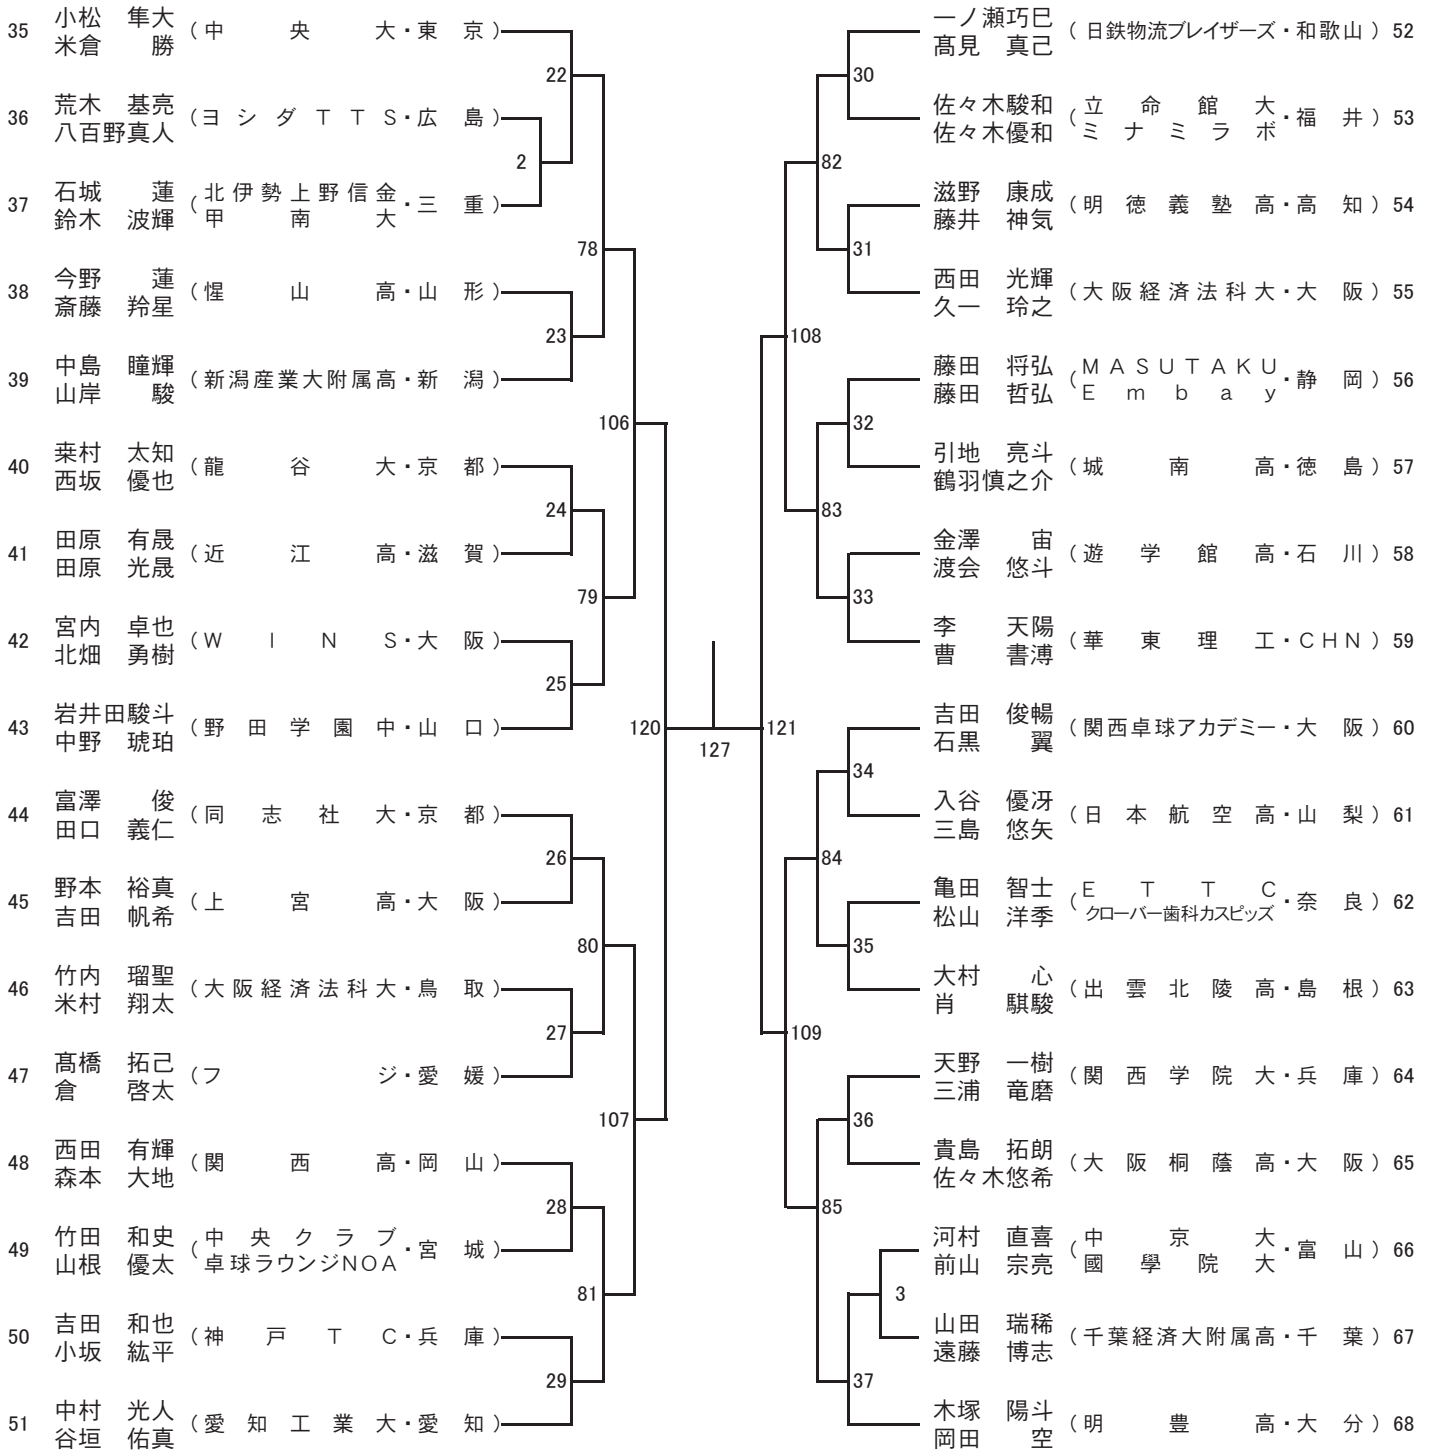 35 小松 隼大 米倉 勝 (中央大・東京)
36 荒木 基亮 八百野真人 (ヨシダTTS・広島)
37 石城 蓮 鈴木 波輝 (北伊勢上野信金 甲南大・三重)
38 今野 蓮 斎藤 羚星 (惺山高・山形)
39 中島 瞳輝 山岸 駿 (新潟産業大附属高・新潟)
40 桒村 太知 西坂 優也 (龍谷大・京都)
41 田原 有晟 田原 光晟 (近江高・滋賀)
42 宮内 卓也 北畑 勇樹 (WINS・大阪)
43 岩井田駿斗 中野 琥珀 (野田学園中・山口)
44 富澤 俊 田口 義仁 (同志社大・京都)
45 野本 裕真 吉田 帆希 (上宮高・大阪)
46 竹内 瑠聖 米村 翔太 (大阪経済法科大・鳥取)
47 髙橋 拓己 倉 啓太 (フジ・愛媛)
48 西田 有輝 森本 大地 (関西高・岡山)
49 竹田 和史 山根 優太 (中央クラブ 卓球ラウンジNOA・宮城)
50 吉田 和也 小坂 紘平 (神戸TC・兵庫)
51 中村 光人 谷垣 佑真 (愛知工業大・愛知)
22
2
78
23
106
24
79
25
120
26
80
27
107
28
81
29
127
一ノ瀬巧巳 髙見 真己 (日鉄物流ブレイザーズ・和歌山) 52
佐々木駿和 佐々木優和 (立命館大 ミナミラボ・福井) 53
滋野 康成 藤井 神気 (明徳義塾高・高知) 54
西田 光輝 久一 玲之 (大阪経済法科大・大阪) 55
藤田 将弘 藤田 哲弘 (MASUTAKU Embay・静岡) 56
引地 亮斗 鶴羽慎之介 (城南高・徳島) 57
金澤 宙 渡会 悠斗 (遊学館高・石川) 58
李 天陽 曹 書溥 (華東理工・CHN) 59
吉田 俊暢 石黒 翼 (関西卓球アカデミー・大阪) 60
入谷 優冴 三島 悠矢 (日本航空高・山梨) 61
亀田 智士 松山 洋季 (ETTC クローバー歯科カスピッズ・奈良) 62
大村 心 肖 騏駿 (出雲北陵高・島根) 63
天野 一樹 三浦 竜磨 (関西学院大・兵庫) 64
貴島 拓朗 佐々木悠希 (大阪桐蔭高・大阪) 65
河村 直喜 前山 宗亮 (中京大 國學院大・富山) 66
山田 瑞稀 遠藤 博志 (千葉経済大附属高・千葉) 67
木塚 陽斗 岡田 空 (明豊高・大分) 68
30
82
31
108
32
83
33
121
34
84
35
109
36
85
3
37